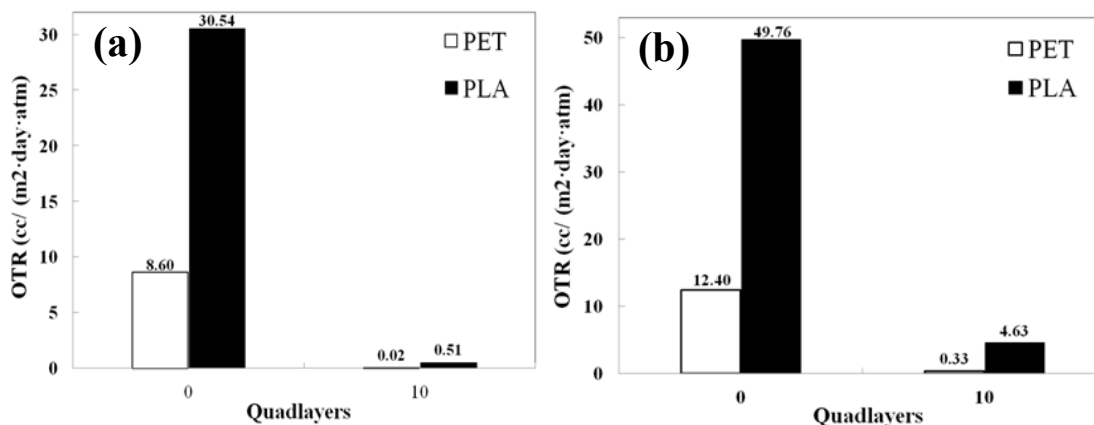 (a)
PET
PLA
OTR (cc/ (m2·day·atm)
30
25
20
15
10
5
0
30.54
8.60
0.02
0.51
0
10
Quadlayers
(b)
PET
PLA
OTR (cc/ (m2·day·atm)
50
40
30
20
10
0
49.76
12.40
0.33
4.63
0
10
Quadlayers